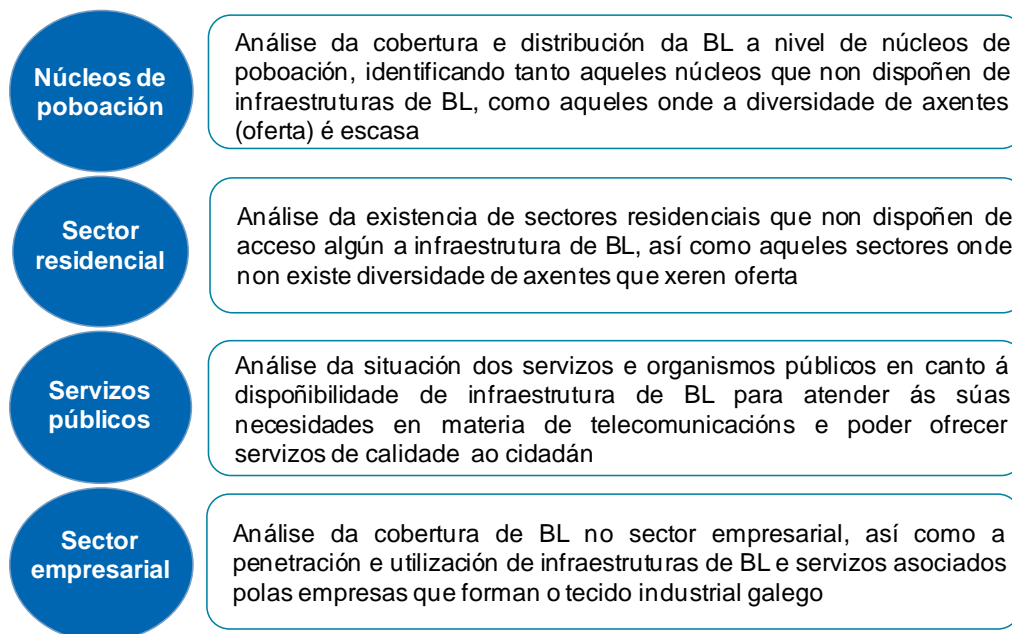 Núcleos de
poboación
Análise da cobertura e distribución da BL a nivel de núcleos de
poboación, identificando tanto aqueles núcleos que non dispoñen de
infraestruturas de BL, como aqueles onde a diversidade de axentes
(oferta) é escasa
Sector
residencial
Análise da existencia de sectores residenciais que non dispoñen de
acceso algún a infraestrutura de BL, así como aqueles sectores onde
non existe diversidade de axentes que xeren oferta
Servizos
públicos
Análise da situación dos servizos e organismos públicos en canto á
dispoñibilidade de infraestrutura de BL para atender ás súas
necesidades en materia de telecomunicacións e poder ofrecer
servizos de calidade ao cidadán
Sector
empresarial
Análise da cobertura de BL no sector empresarial, así como a
penetración e utilización de infraestruturas de BL e servizos asociados
polas empresas que forman o tecido industrial galego